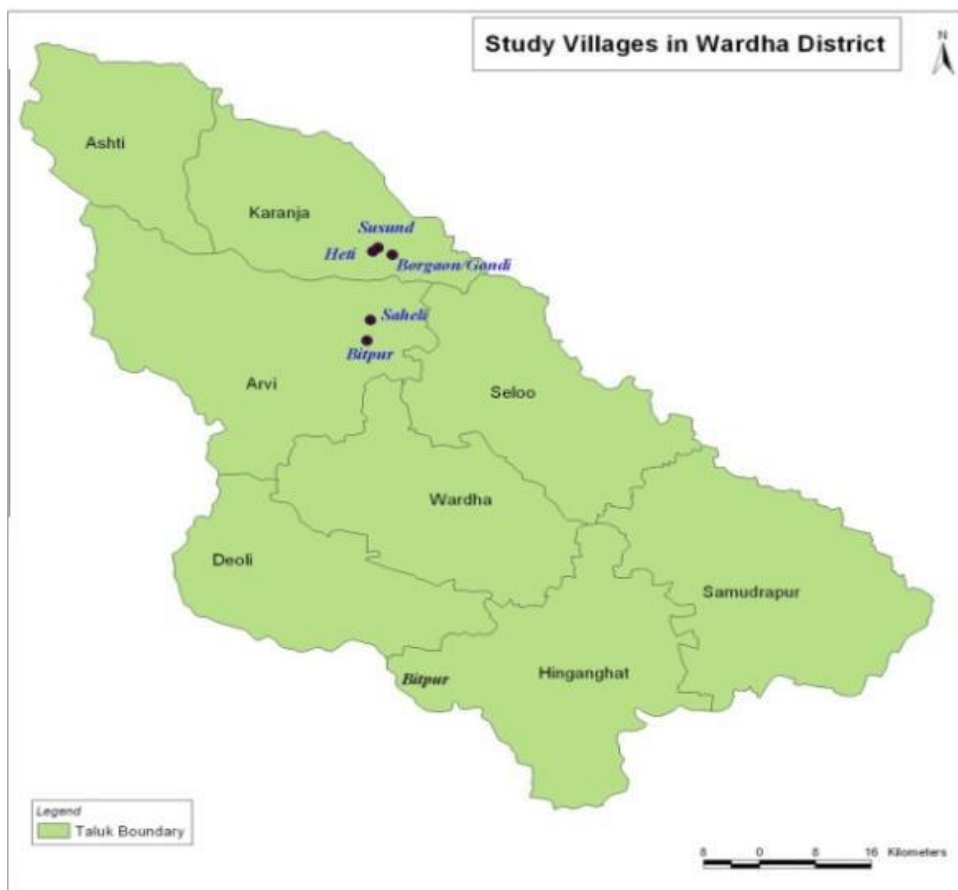 Study Villages in Wardha District
N
Ashti
Karanja
Susund
Heti
Borgaon/Gondi
Saheli
Bitpur
Arvi
Seloo
Wardha
Deoli
Samudrapur
Bitpur
Hinganghat
Legend
Taluk Boundary
8 0 8 16 Kilometers